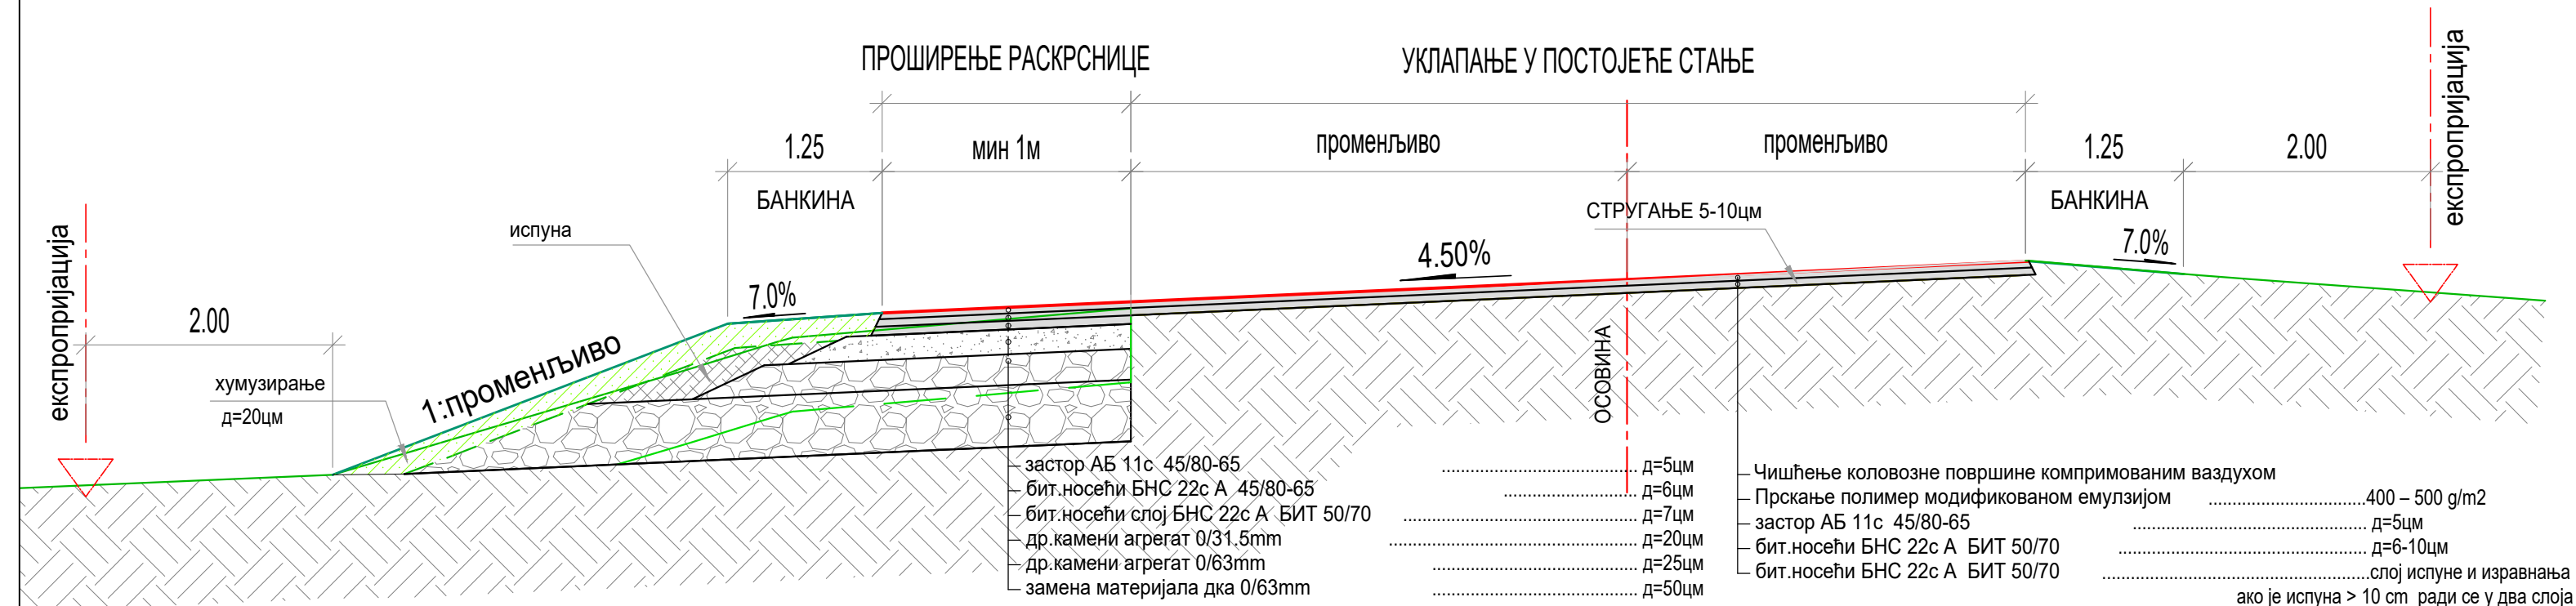 ПРОШИРЕЊЕ РАСКРСНИЦЕ
УКЛАПАЊЕ У ПОСТОЈЕЋЕ СТАЊЕ
експропријација
1.25
мин 1м
променљиво
променљиво
1.25
2.00
БАНКИНА
БАНКИНА
СТРУГАЊЕ 5-10цм
испуна
експропријација
4.50%
7.0%
7.0%
2.00
1:променљиво
хумузирање
д=20цм
ОСОВИНА
застор АБ 11с 45/80-65 ........ д=5цм
бит.носећи БНС 22с А 45/80-65 ........ д=6цм
бит.носећи слој БНС 22с А БИТ 50/70 ........ д=7цм
др.камени агрегат 0/31.5mm ........ д=20цм
др.камени агрегат 0/63mm ........ д=25цм
замена материјала дка 0/63mm ........ д=50цм
Чишћење коловозне површине компримованим ваздухом
Прскање полимер модификованом емулзијом ........ 400 – 500 g/m2
застор АБ 11с 45/80-65 ........ д=5цм
бит.носећи БНС 22с А БИТ 50/70 ........ д=6-10цм
бит.носећи БНС 22с А БИТ 50/70 ........ слој испуне и изравнања
ако је испуна > 10 cm ради се у два слоја